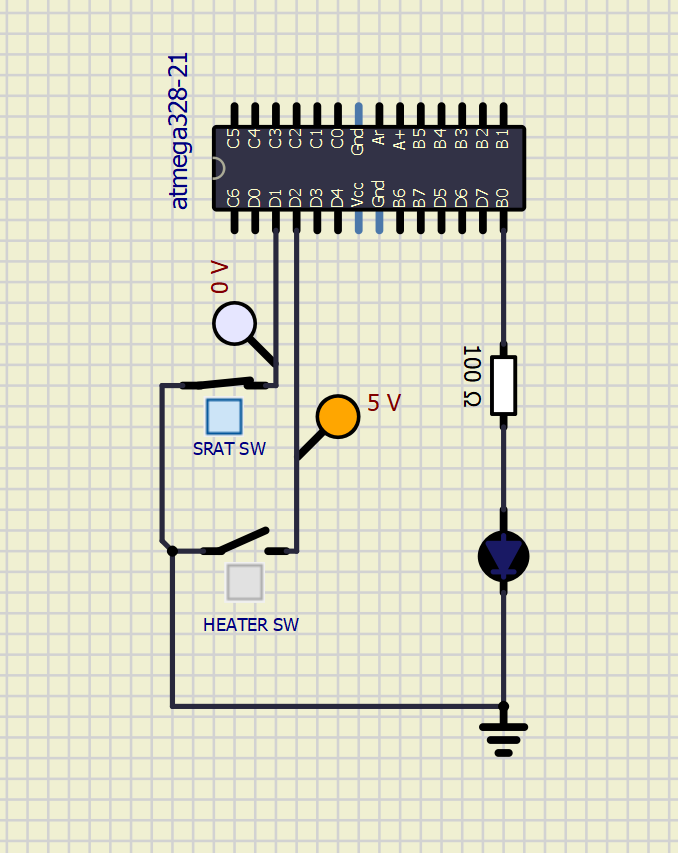 atmega328-21
C5 C4 C3 C2 C1 C0 Gnd Ar A+ B5 B4 B3 B2 B1
C6 D0 D1 D2 D3 D4 Vcc Gnd B6 B7 D5 D6 D7 B0
0 V
100 Ω
5 V
SRAT SW
HEATER SW